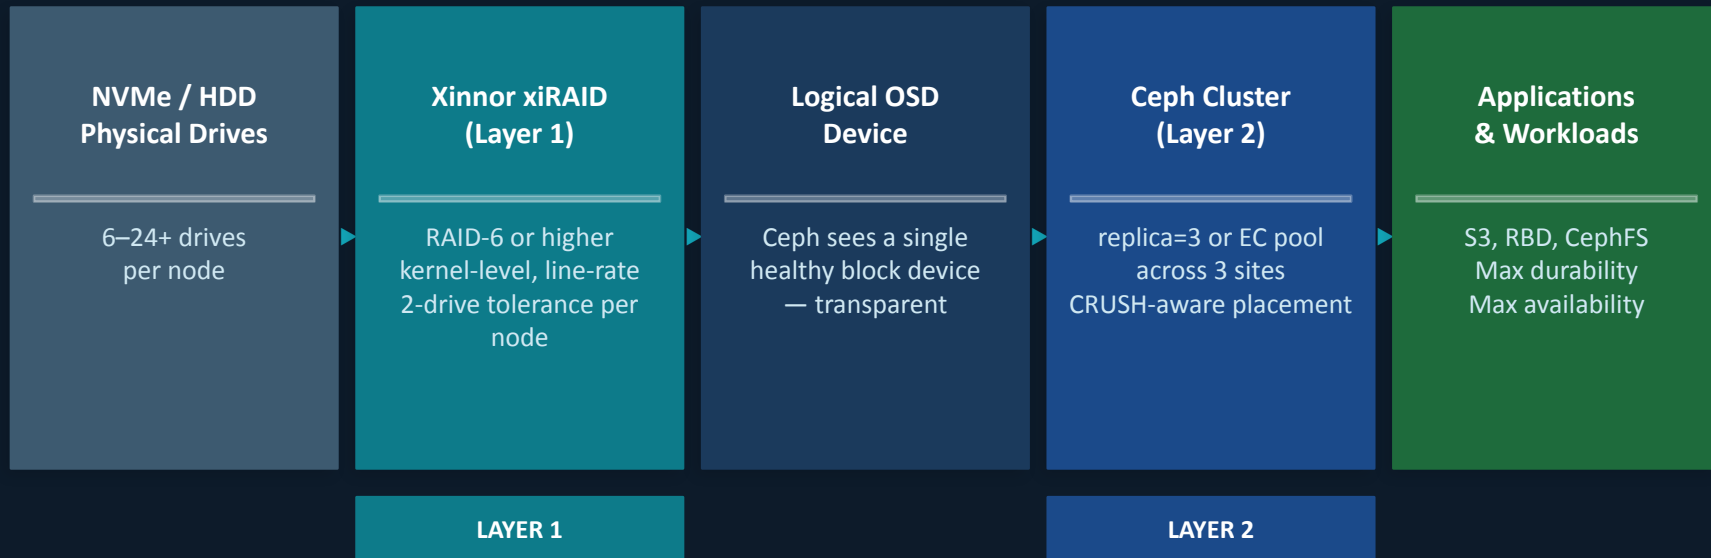 NVMe / HDD
Physical Drives
6–24+ drives
per node
Xinnor xiRAID
(Layer 1)
RAID-6 or higher
kernel-level, line-rate
2-drive tolerance per
node
Logical OSD
Device
Ceph sees a single
healthy block device
— transparent
Ceph Cluster
(Layer 2)
replica=3 or EC pool
across 3 sites
CRUSH-aware placement
Applications
& Workloads
S3, RBD, CephFS
Max durability
Max availability
LAYER 1
LAYER 2